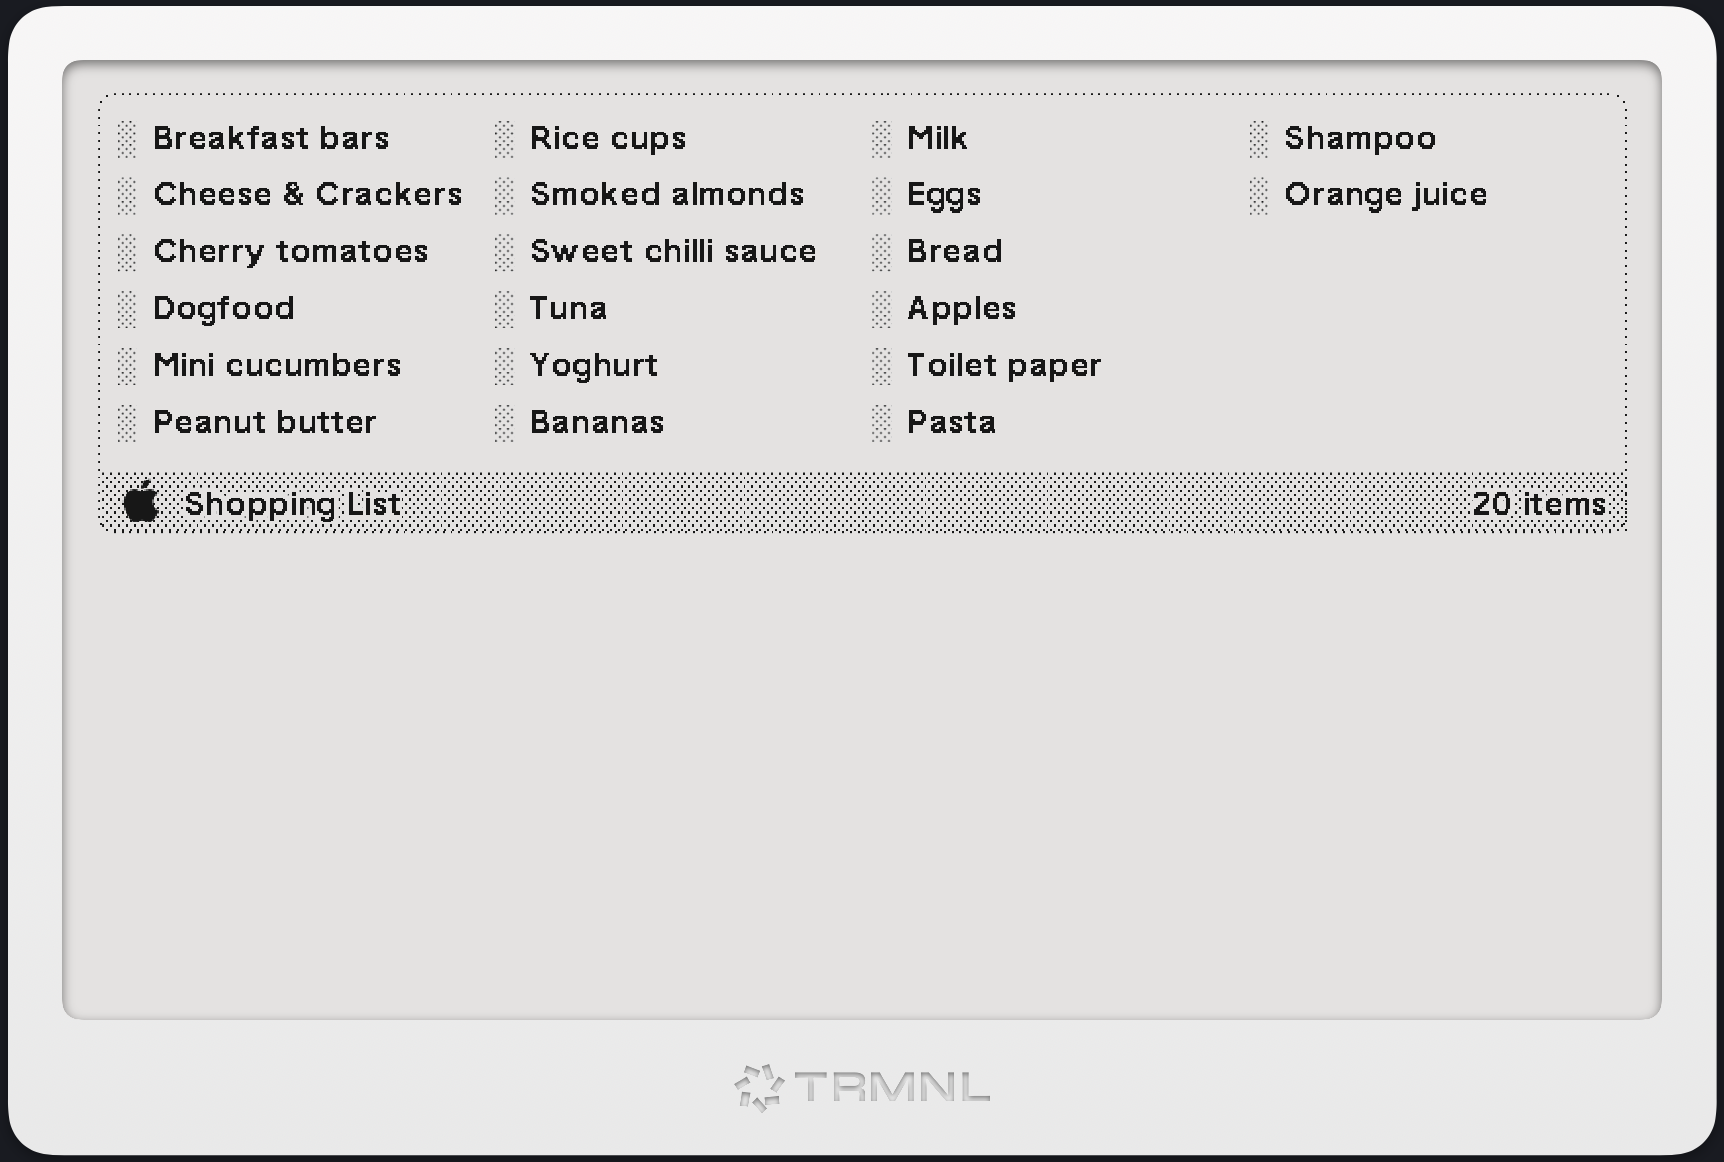 Breakfast bars
Cheese & Crackers
Cherry tomatoes
Dogfood
Mini cucumbers
Peanut butter
Rice cups
Smoked almonds
Sweet chilli sauce
Tuna
Yoghurt
Bananas
Milk
Eggs
Bread
Apples
Toilet paper
Pasta
Shampoo
Orange juice
Shopping List
20 items
TRMNL